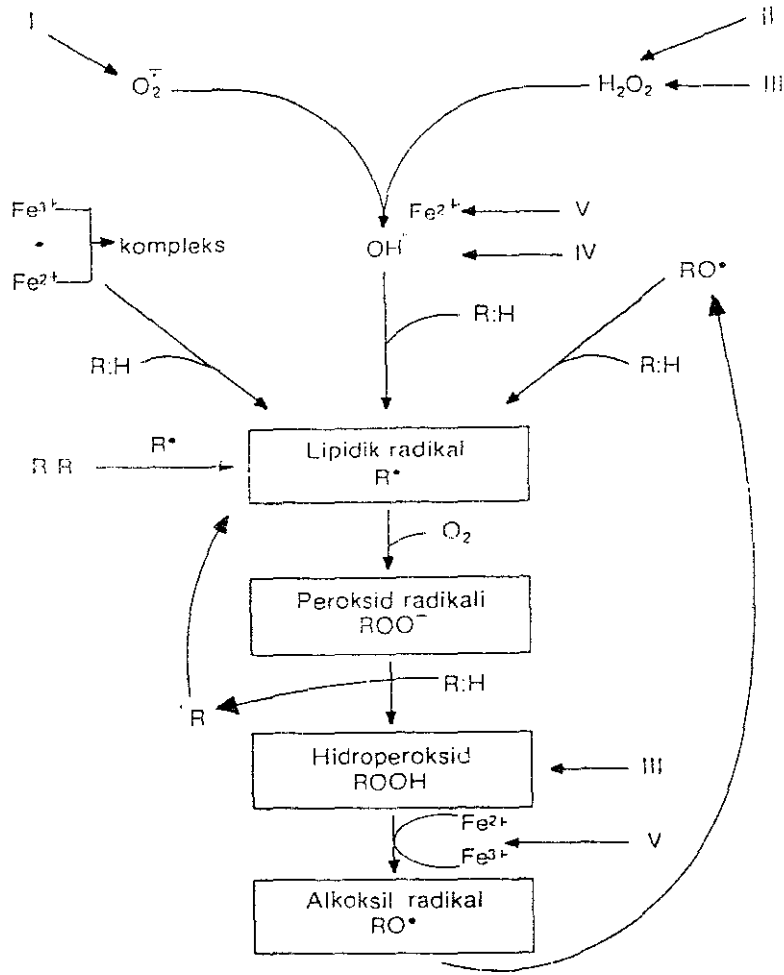 I
II
O₂⁻
H₂O₂
III
Fe³⁺
Fe²⁺
V
•
kompleks
OH
IV
Fe²⁺
RO•
R:H
R:H
R:H
R R
R•
Lipidik radikal
R•
O₂
Peroksid radikali
ROO⁻
R:H
R
Hidroperoksid
ROOH
III
Fe²⁺
V
Fe³⁺
Alkoksil radikal
RO•